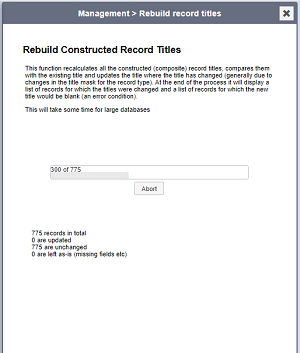 Management > Rebuild record titles
Rebuild Constructed Record Titles
This function recalculates all the constructed (composite) record titles, compares them
with the existing title and updates the title where the title has changed (generally due to
changes in the title mask for the record type). At the end of the process it will display a
list of records for which the titles were changed and a list of records for which the new
title would be blank (an error condition).
This will take some time for large databases
300 of 775
Abort
775 records in total
0 are updated
775 are unchanged
0 are left as-is (missing fields etc)